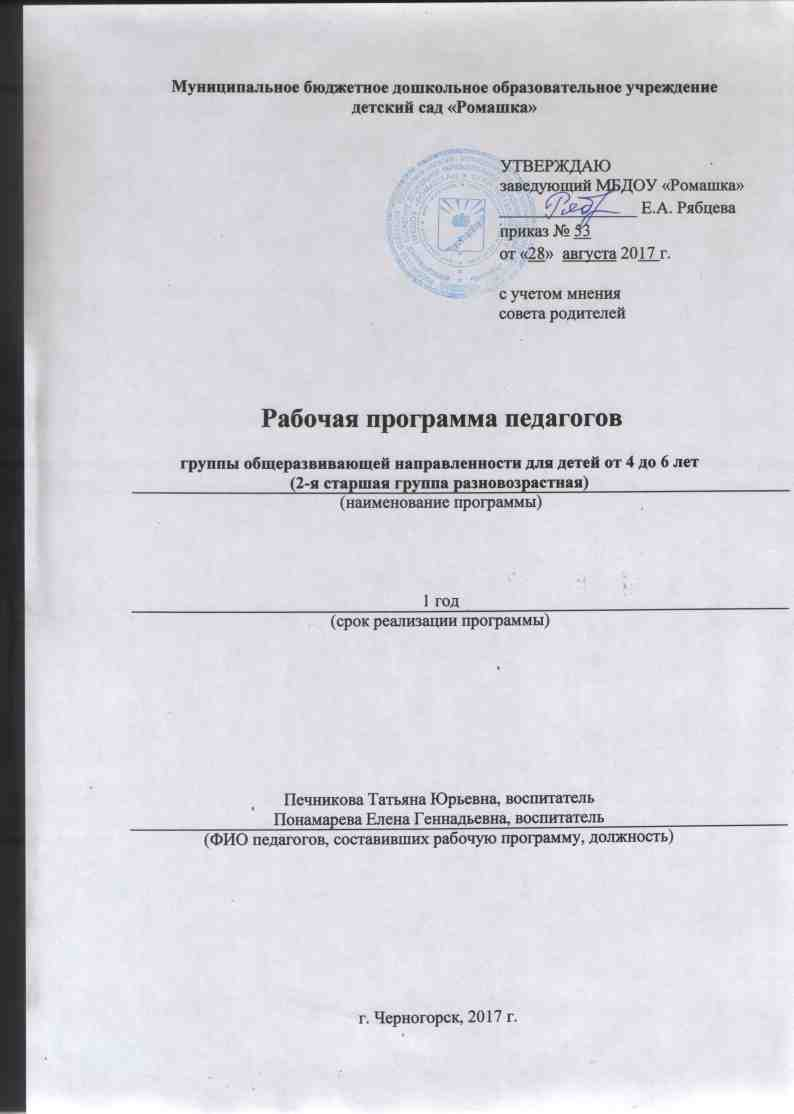 Муниципальное бюджетное дошкольное образовательное учреждение
детский сад «Ромашка»
УТВЕРЖДАЮ
заведующий МБДОУ «Ромашка»
Е.А. Рябцева
приказ № 53
от «28» августа 2017 г.
с учетом мнения
совета родителей
Рабочая программа педагогов
группы общеразвивающей направленности для детей от 4 до 6 лет
(2-я старшая группа разновозрастная)
(наименование программы)
1 год
(срок реализации программы)
Печникова Татьяна Юрьевна, воспитатель
Понамарева Елена Геннадьевна, воспитатель
(ФИО педагогов, составивших рабочую программу, должность)
г. Черногорск, 2017 г.